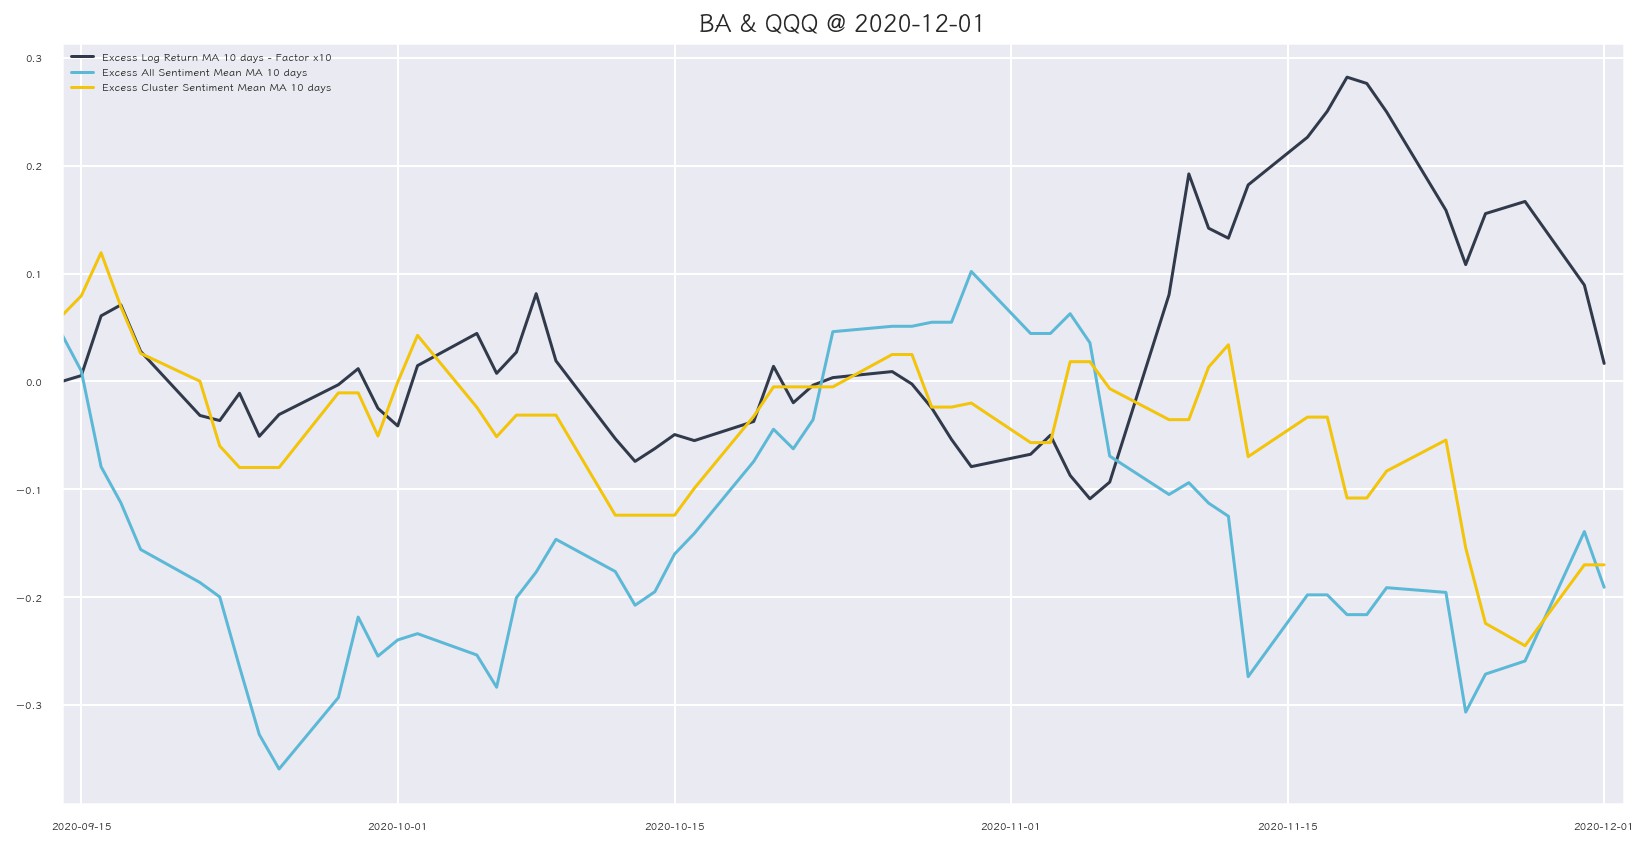 BA & QQQ @ 2020-12-01
Excess Log Return MA 10 days - Factor x10
Excess All Sentiment Mean MA 10 days
Excess Cluster Sentiment Mean MA 10 days
0.3
0.2
0.1
0.0
−0.1
−0.2
−0.3
2020-09-15 2020-10-01 2020-10-15 2020-11-01 2020-11-15 2020-12-01